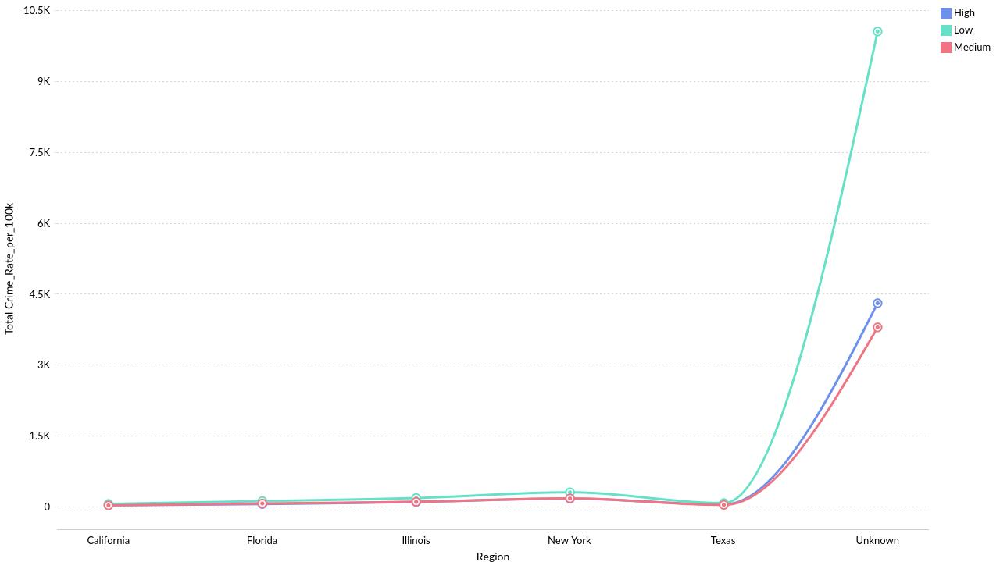 10.5K
9K
7.5K
6K
4.5K
3K
1.5K
0
Total Crime_Rate_per_100k
California
Florida
Illinois
New York
Texas
Unknown
Region
High
Low
Medium